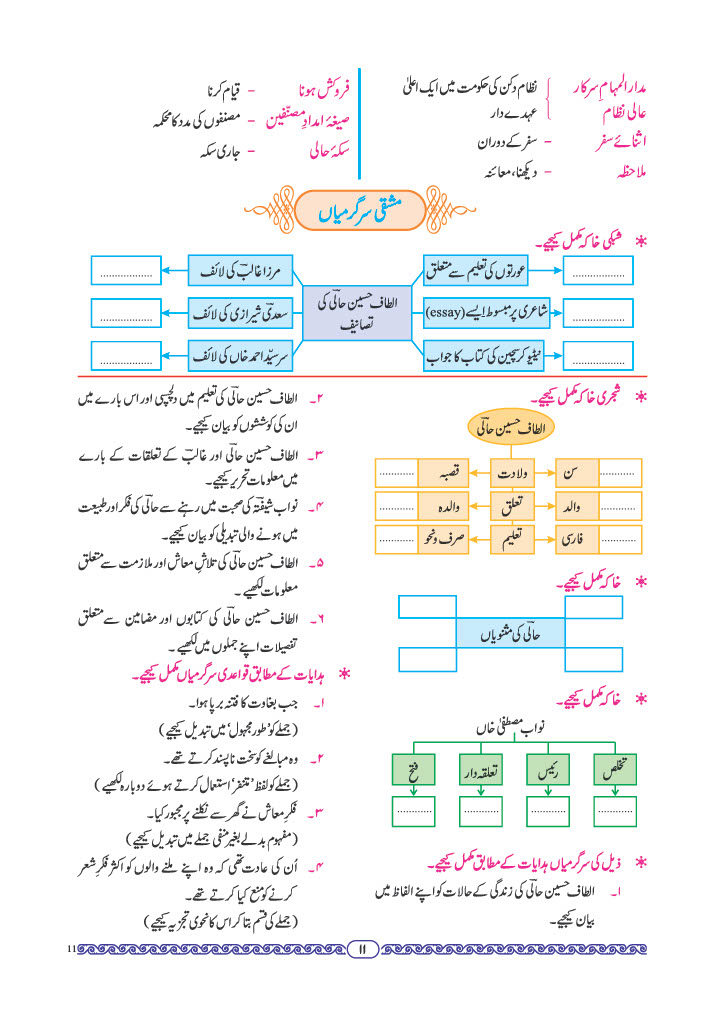 مدارالمہام سرکار
عالی نظام
نظام دکن کی حکومت میں ایک اعلیٰ
عہدے دار
اثنائے سفر – سفر کے دوران
ملاحظہ – دیکھنا، معائنہ
فروکش ہونا – قیام کرنا
صیغۂ امدادِ مصنّفین – مصنفوں کی مدد کا محکمہ
سکۂ حالی – جاری سکہ
مشقی سرگرمیاں
شبکی خاکہ مکمل کیجیے۔
الطاف حسین حالیؔ کی
تصانیف
عورتوں کی تعلیم سے متعلق ..................
شاعری پر مبسوط ایسے (essay) ..................
نیٹیو کرسچین کی کتاب کا جواب ..................
مرزا غالبؔ کی لائف ..................
سعدیؔ شیرازی کی لائف ..................
سرسیّد احمد خاں کی لائف ..................
شجری خاکہ مکمل کیجیے۔
الطاف حسین حالیؔ
............ سن ولادت قصبہ ............
............ والد تعلق والدہ ............
............ فارسی تعلیم صرف و نحو ............
خاکہ مکمل کیجیے۔
حالیؔ کی مثنویاں
خاکہ مکمل کیجیے۔
نواب مصطفیٰ خاں
تخلص رئیس تعلقہ دار فتح
............ ............ ............ ............
ذیل کی سرگرمیاں ہدایات کے مطابق مکمل کیجیے۔
۱۔ الطاف حسین حالیؔ کی زندگی کے حالات کو اپنے الفاظ میں
بیان کیجیے۔
۲۔ الطاف حسین حالیؔ کی تعلیم میں دلچسپی اور اس بارے میں
ان کی کوششوں کو بیان کیجیے۔
۳۔ الطاف حسین حالیؔ اور غالبؔ کے تعلقات کے بارے
میں معلومات تحریر کیجیے۔
۴۔ نواب شیفتہؔ کی صحبت میں رہنے سے حالیؔ کی فکر اور طبیعت
میں ہونے والی تبدیلی کو بیان کیجیے۔
۵۔ الطاف حسین حالیؔ کی تلاشِ معاش اور ملازمت سے متعلق
معلومات لکھیے۔
۶۔ الطاف حسین حالیؔ کی کتابوں اور مضامین سے متعلق
تفصیلات اپنے جملوں میں لکھیے۔
ہدایات کے مطابق قواعدی سرگرمیاں مکمل کیجیے۔
۱۔ جب بغاوت کا فتنہ برپا ہوا۔
(جملے کو 'طور مجہول' میں تبدیل کیجیے)
۲۔ وہ مبالغے کو سخت ناپسند کرتے تھے۔
(جملے کو لفظ 'متنفر' استعمال کرتے ہوئے دوبارہ لکھیے)
۳۔ فکرِ معاش نے گھر سے نکلنے پر مجبور کیا۔
(مفہوم بدلے بغیر منفی جملے میں تبدیل کیجیے)
۴۔ اُن کی عادت تھی کہ وہ اپنے ملنے والوں کو اکثر فکرِ شعر
کرنے کو منع کیا کرتے تھے۔
(جملے کی قسم بتا کر اس کا نحوی تجزیہ کیجیے)
۱۱
11